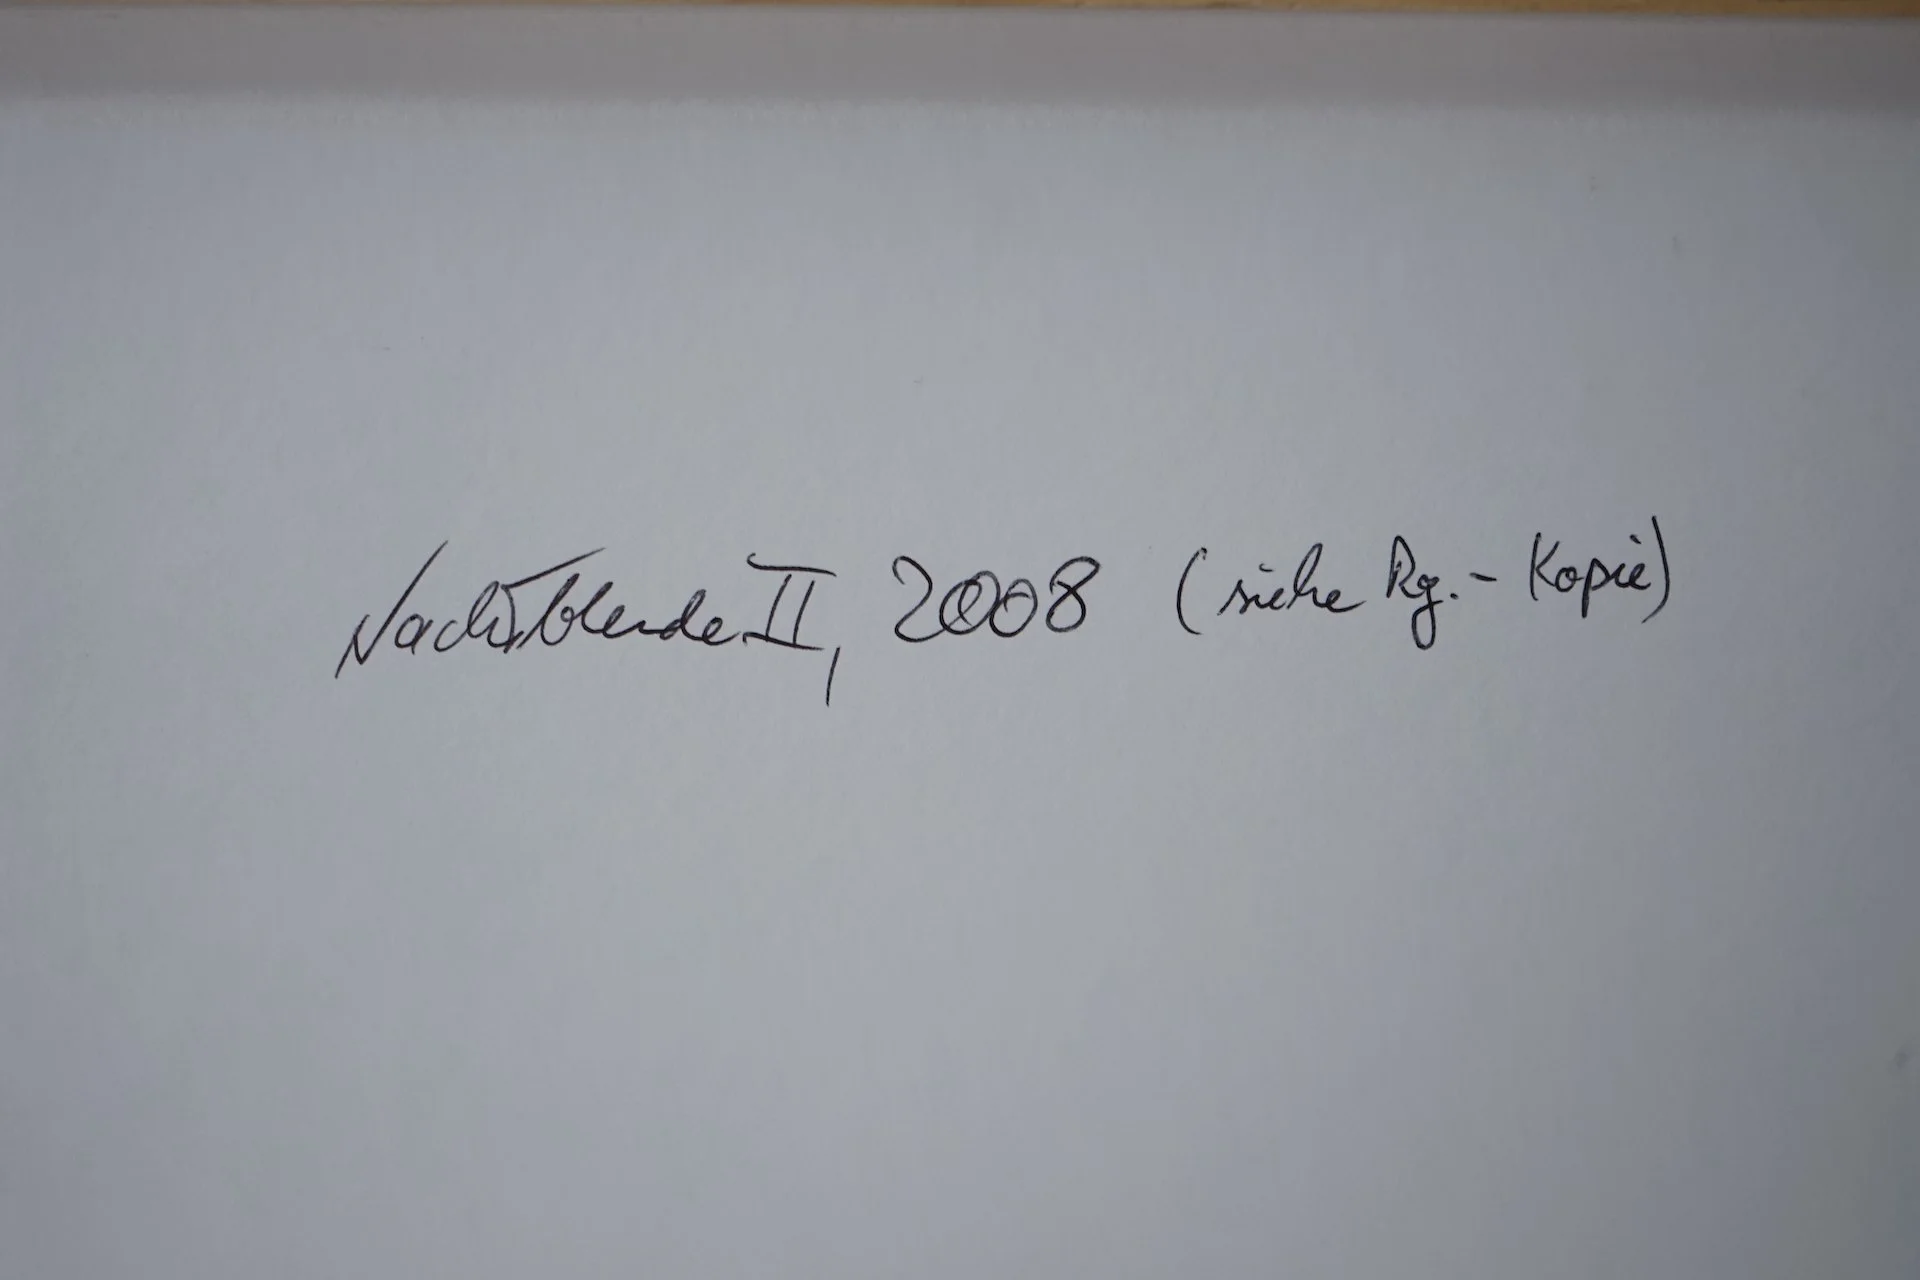 Nachtblende II, 2008 (siehe Rg.-Kopie)